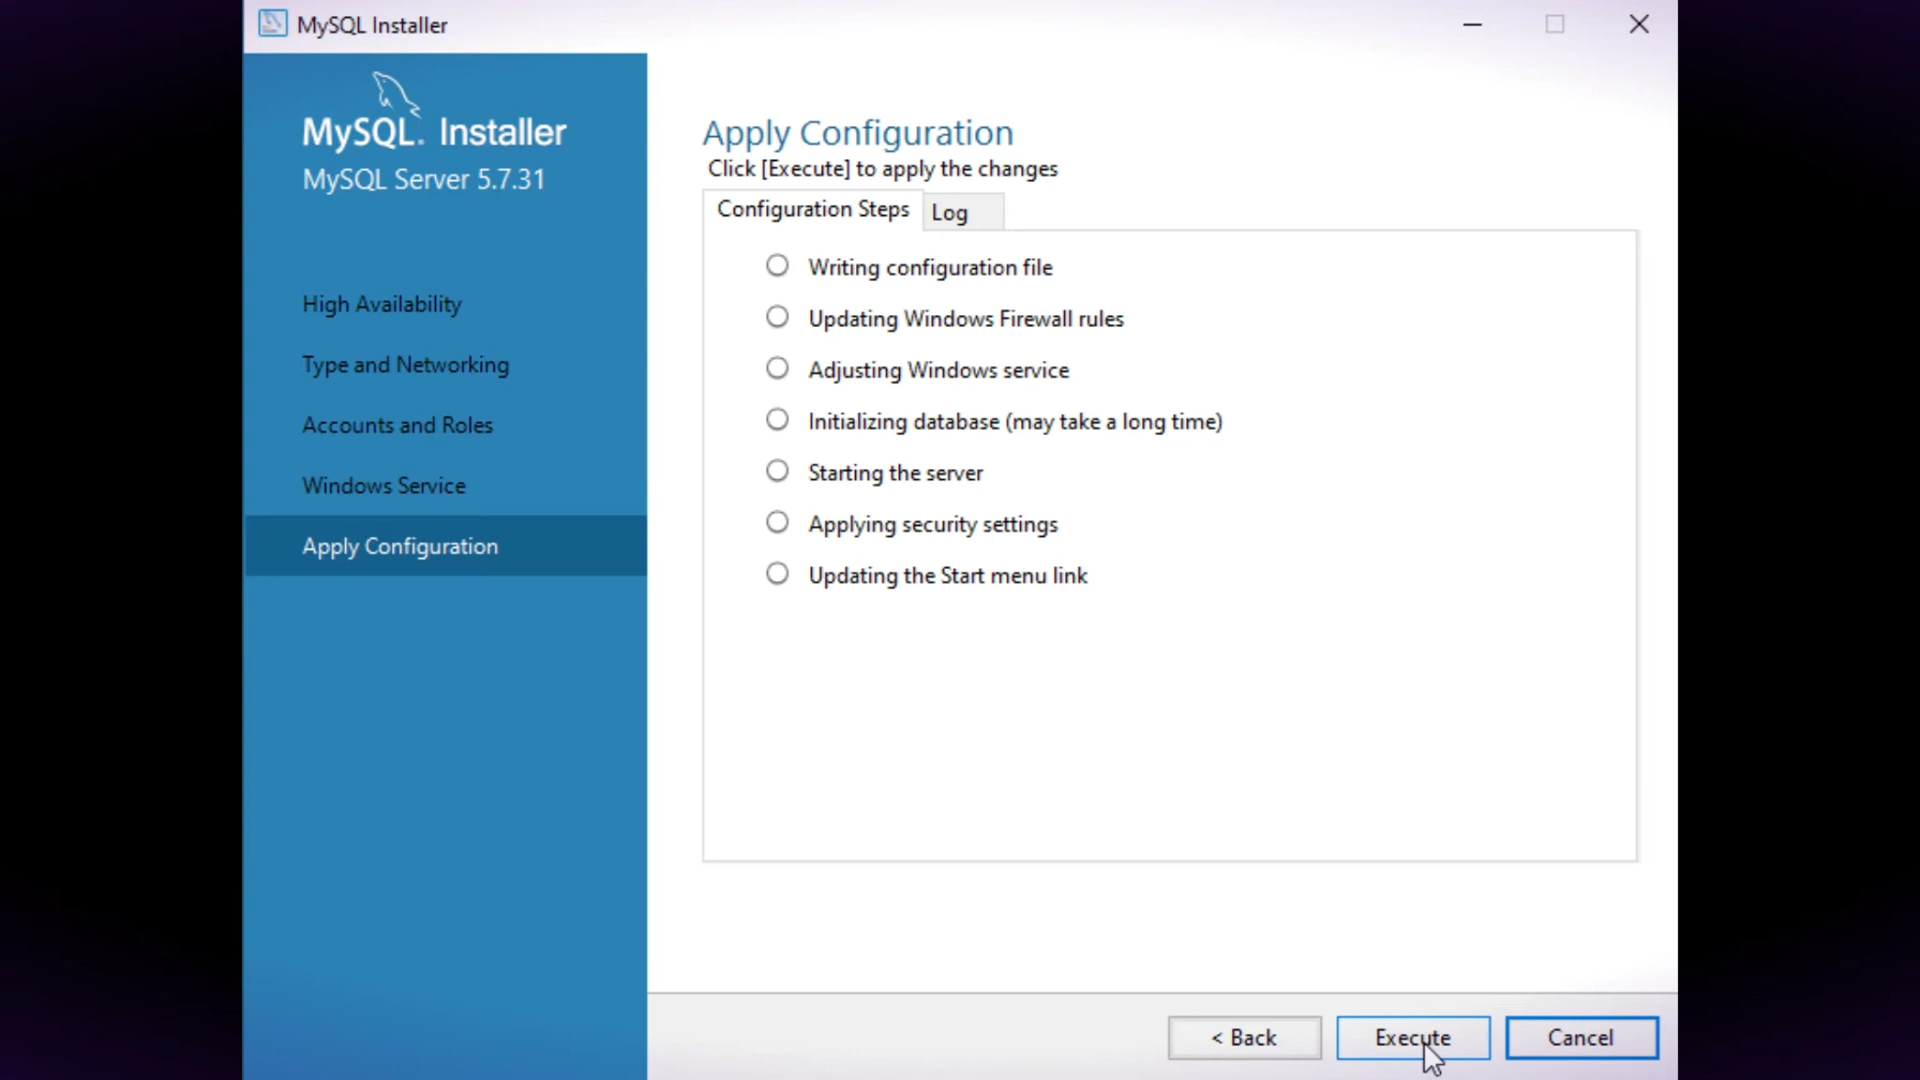 MySQL Installer
MySQL. Installer
MySQL Server 5.7.31
High Availability
Type and Networking
Accounts and Roles
Windows Service
Apply Configuration
Apply Configuration
Click [Execute] to apply the changes
Configuration Steps
Log
Writing configuration file
Updating Windows Firewall rules
Adjusting Windows service
Initializing database (may take a long time)
Starting the server
Applying security settings
Updating the Start menu link
< Back
Execute
Cancel